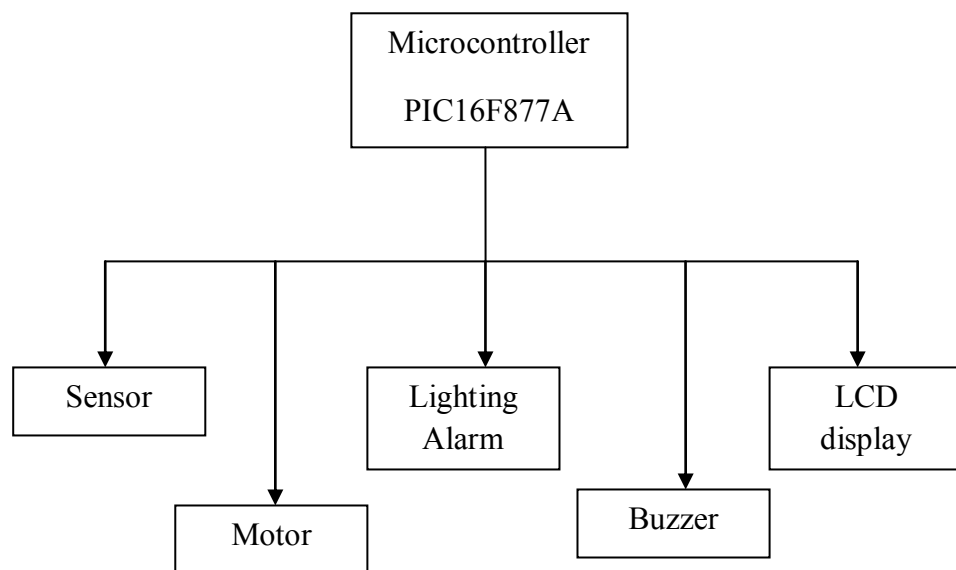 Microcontroller
PIC16F877A
Sensor
Lighting
Alarm
LCD
display
Motor
Buzzer